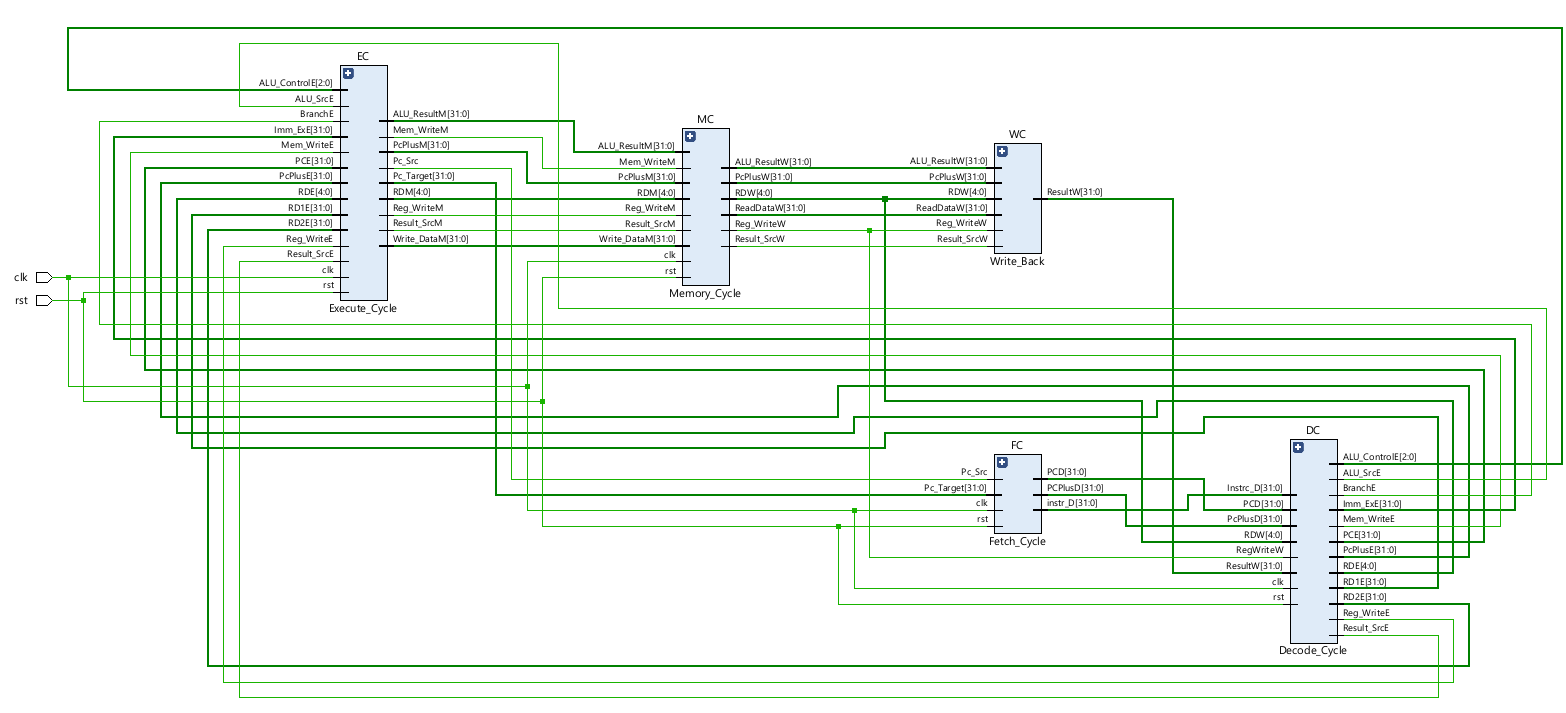 EC
ALU_ControlE[2:0]
ALU_SrcE
BranchE
Imm_ExE[31:0]
Mem_WriteE
PCE[31:0]
PcPlusE[31:0]
RDE[4:0]
RD1E[31:0]
RD2E[31:0]
Reg_WriteE
Result_SrcE
clk
rst
ALU_ResultM[31:0]
Mem_WriteM
PcPlusM[31:0]
Pc_Src
Pc_Target[31:0]
RDM[4:0]
Reg_WriteM
Result_SrcM
Write_DataM[31:0]
Execute_Cycle
clk
rst
MC
ALU_ResultM[31:0]
Mem_WriteM
PcPlusM[31:0]
RDM[4:0]
Reg_WriteM
Result_SrcM
Write_DataM[31:0]
clk
rst
ALU_ResultW[31:0]
PcPlusW[31:0]
RDW[4:0]
ReadDataW[31:0]
Reg_WriteW
Result_SrcW
Memory_Cycle
WC
ALU_ResultW[31:0]
PcPlusW[31:0]
RDW[4:0]
ReadDataW[31:0]
Reg_WriteW
Result_SrcW
ResultW[31:0]
Write_Back
FC
Pc_Src
Pc_Target[31:0]
clk
rst
PCD[31:0]
PCPlusD[31:0]
instr_D[31:0]
Fetch_Cycle
DC
Instrc_D[31:0]
PCD[31:0]
PcPlusD[31:0]
RDW[4:0]
RegWriteW
ResultW[31:0]
clk
rst
ALU_ControlE[2:0]
ALU_SrcE
BranchE
Imm_ExE[31:0]
Mem_WriteE
PCE[31:0]
PcPlusE[31:0]
RDE[4:0]
RD1E[31:0]
RD2E[31:0]
Reg_WriteE
Result_SrcE
Decode_Cycle